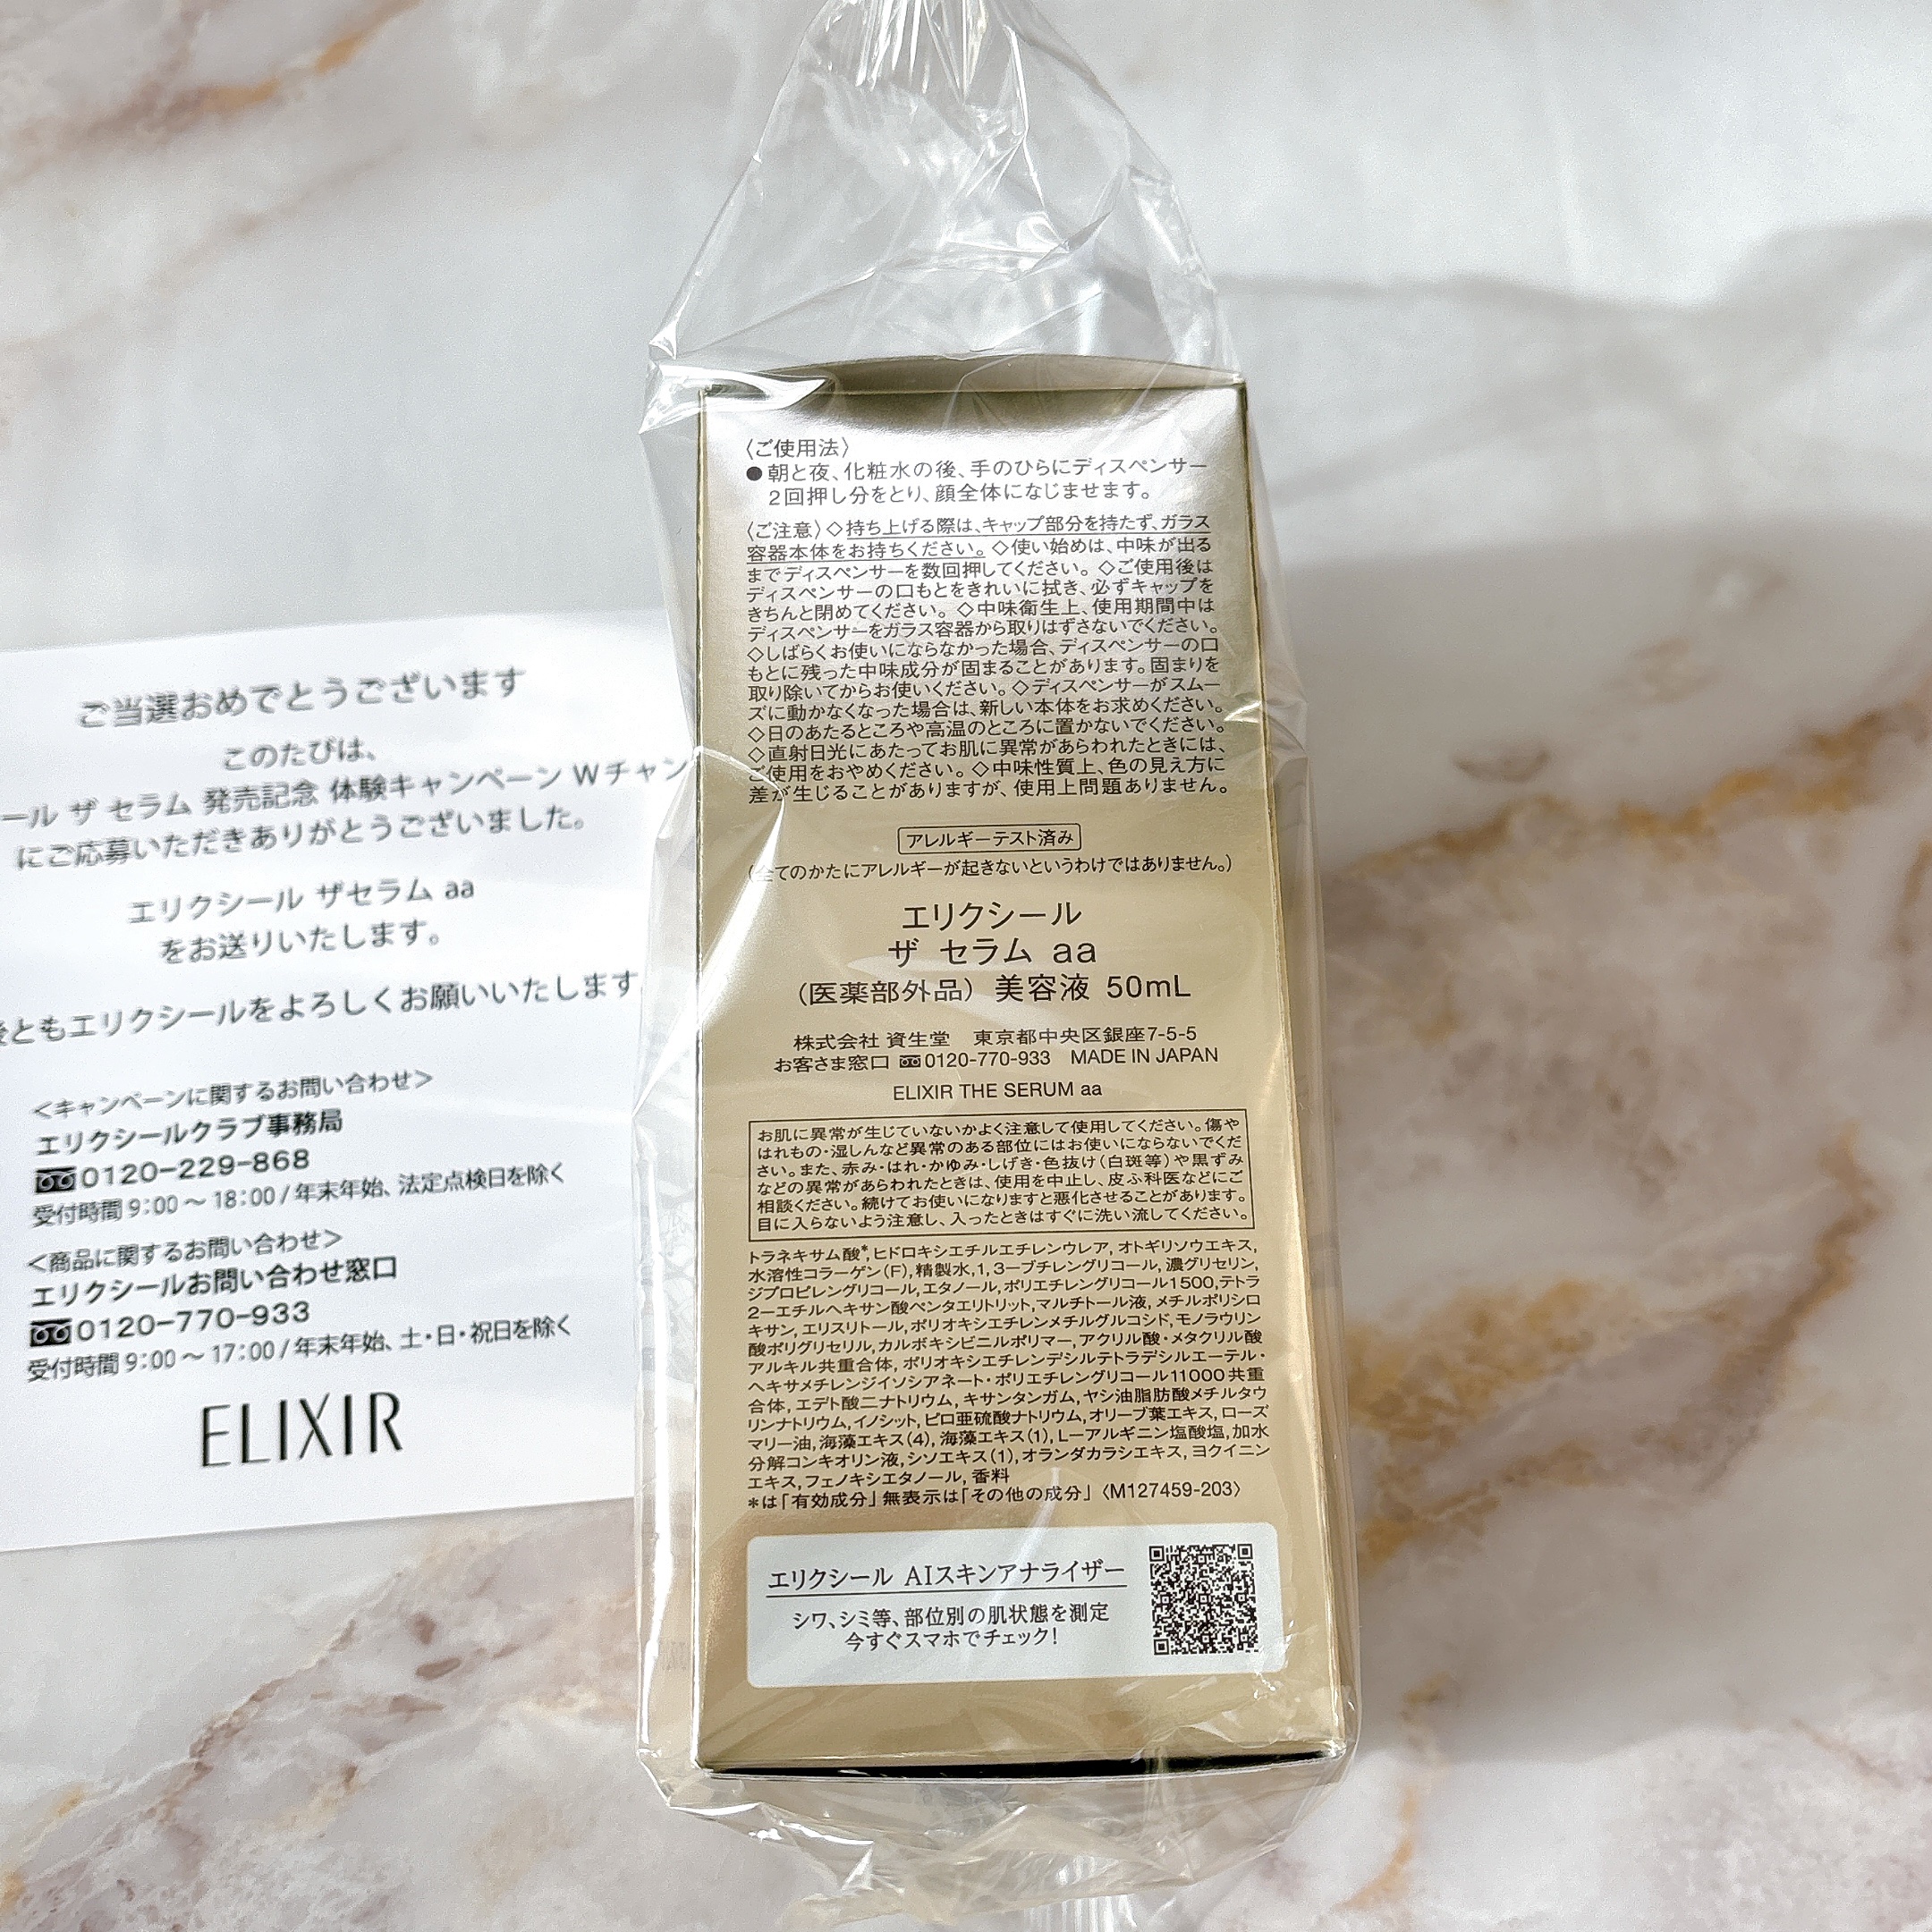 ご当選おめでとうございます
このたびは、
ール ザ セラム 発売記念 体験キャンペーン Wチャン
にご応募いただきありがとうございました。
エリクシール ザセラム aa
をお送りいたします。
後ともエリクシールをよろしくお願いいたします。
＜キャンペーンに関するお問い合わせ＞
エリクシールクラブ事務局
0120-229-868
受付時間 9:00 〜 18:00 / 年末年始、法定点検日を除く
＜商品に関するお問い合わせ＞
エリクシールお問い合わせ窓口
0120-770-933
受付時間 9:00 〜 17:00 / 年末年始、土・日・祝日を除く
ELIXIR
〈ご使用法〉
●朝と夜、化粧水の後、手のひらにディスペンサー
2回押し分をとり、顔全体になじませます。
〈ご注意〉◇持ち上げる際は、キャップ部分を持たず、ガラス
容器本体をお持ちください。◇使い始めは、中味が出る
までディスペンサーを数回押してください。◇ご使用後は
ディスペンサーの口もとをきれいに拭き、必ずキャップを
きちんと閉めてください。◇中味衛生上、使用期間中は
ディスペンサーをガラス容器から取りはずさないでください。
◇しばらくお使いにならなかった場合、ディスペンサーの口
もとに残った中味成分が固まることがあります。固まりを
取り除いてからお使いください。◇ディスペンサーがスムー
ズに動かなくなった場合は、新しい本体をお求めください。
◇日のあたるところや高温のところに置かないでください。
◇直射日光にあたってお肌に異常があらわれたときには、
ご使用をおやめください。◇中味性質上、色の見え方に
差が生じることがありますが、使用上問題ありません。
アレルギーテスト済み
（全てのかたにアレルギーが起きないというわけではありません。）
エリクシール
ザ セラム aa
（医薬部外品）美容液 50mL
株式会社 資生堂 東京都中央区銀座7-5-5
お客さま窓口 0120-770-933 MADE IN JAPAN
ELIXIR THE SERUM aa
お肌に異常が生じていないかよく注意して使用してください。傷や
はれもの・湿しんなど異常のある部位にはお使いにならないでくだ
さい。また、赤み・はれ・かゆみ・しげき・色抜け（白斑等）や黒ずみ
などの異常があらわれたときは、使用を中止し、皮ふ科医などにご
相談ください。続けてお使いになりますと悪化させることがあります。
目に入らないよう注意し、入ったときはすぐに洗い流してください。
トラネキサム酸*,ヒドロキシエチルエチレンウレア,オトギリソウエキス,
水溶性コラーゲン(F),精製水,1,3-ブチレングリコール,濃グリセリン,
ジプロピレングリコール,エタノール,ポリエチレングリコール1500,テトラ
2-エチルヘキサン酸ペンタエリトリット,マルチトール液,メチルポリシロ
キサン,エリスリトール,ポリオキシエチレンメチルグルコシド,モノラウリン
酸ポリグリセリル,カルボキシビニルポリマー,アクリル酸・メタクリル酸
アルキル共重合体,ポリオキシエチレンデシルテトラデシルエーテル・
ヘキサメチレンジイソシアネート・ポリエチレングリコール11000共重
合体,エデト酸二ナトリウム,キサンタンガム,ヤシ油脂肪酸メチルタウ
リンナトリウム,イノシット,ピロ亜硫酸ナトリウム,オリーブ葉エキス,ローズ
マリー油,海藻エキス(4),海藻エキス(1),L-アルギニン塩酸塩,加水
分解コンキオリン液,シソエキス(1),オランダカラシエキス,ヨクイニン
エキス,フェノキシエタノール,香料
*は「有効成分」無表示は「その他の成分」〈M127459-203〉
エリクシール AIスキンアナライザー
シワ、シミ等、部位別の肌状態を測定
今すぐスマホでチェック!